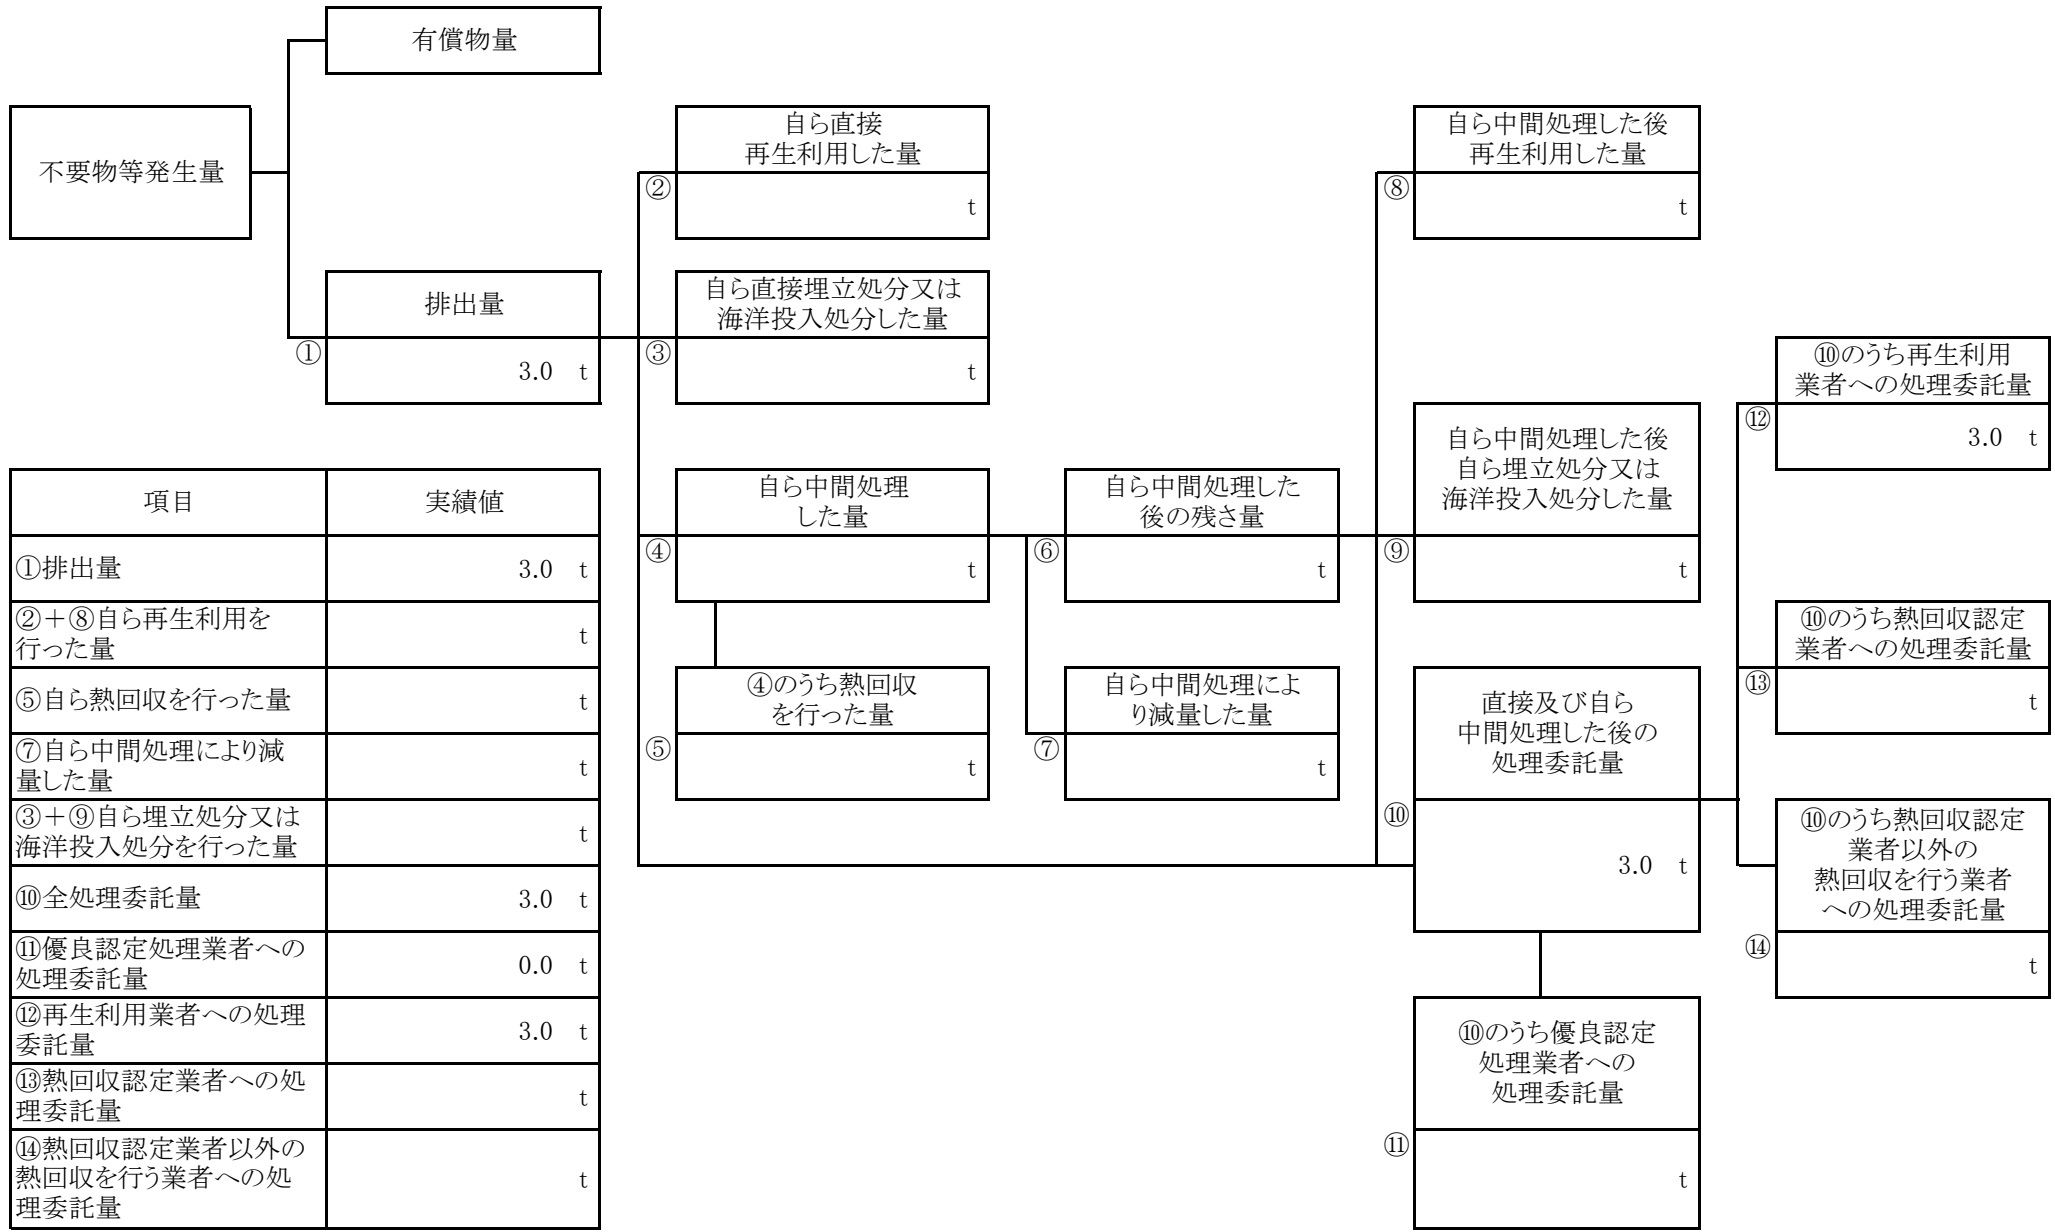 有償物量
不要物等発生量
排出量
①
3.0 t
自ら直接
再生利用した量
②
t
自ら直接埋立処分又は
海洋投入処分した量
③
t
自ら中間処理
した量
④
t
④のうち熱回収
を行った量
⑤
t
自ら中間処理した
後の残さ量
⑥
t
自ら中間処理によ
り減量した量
⑦
t
自ら中間処理した後
再生利用した量
⑧
t
自ら中間処理した後
自ら埋立処分又は
海洋投入処分した量
⑨
t
直接及び自ら
中間処理した後の
処理委託量
⑩
3.0 t
⑩のうち優良認定
処理業者への
処理委託量
⑪
t
⑩のうち再生利用
業者への処理委託量
⑫
3.0 t
⑩のうち熱回収認定
業者への処理委託量
⑬
t
⑩のうち熱回収認定
業者以外の
熱回収を行う業者
への処理委託量
⑭
t
項目 実績値
①排出量 3.0 t
②＋⑧自ら再生利用を
行った量
t
⑤自ら熱回収を行った量 t
⑦自ら中間処理により減
量した量
t
③＋⑨自ら埋立処分又は
海洋投入処分を行った量
t
⑩全処理委託量 3.0 t
⑪優良認定処理業者への
処理委託量
0.0 t
⑫再生利用業者への処理
委託量
3.0 t
⑬熱回収認定業者への処
理委託量
t
⑭熱回収認定業者以外の
熱回収を行う業者への処
理委託量
t